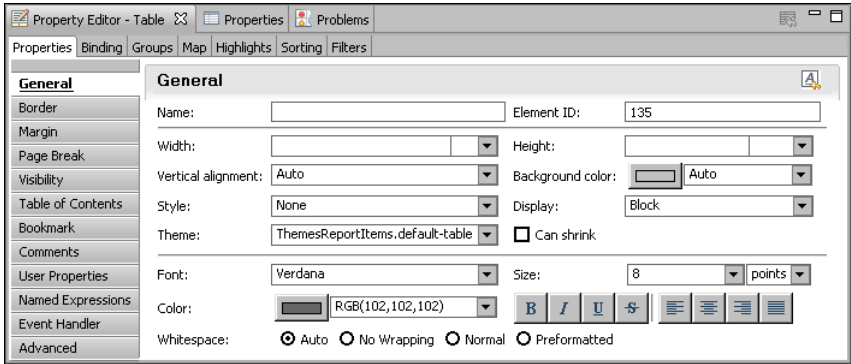 Property Editor - Table Properties Problems
Properties Binding Groups Map Highlights Sorting Filters
General
Border
Margin
Page Break
Visibility
Table of Contents
Bookmark
Comments
User Properties
Named Expressions
Event Handler
Advanced
General
Name: Element ID: 135
Width: Height:
Vertical alignment: Auto Background color: Auto
Style: None Display: Block
Theme: ThemesReportItems.default-table Can shrink
Font: Verdana Size: 8 points
Color: RGB(102,102,102) B I U S
Whitespace: Auto No Wrapping Normal Preformatted